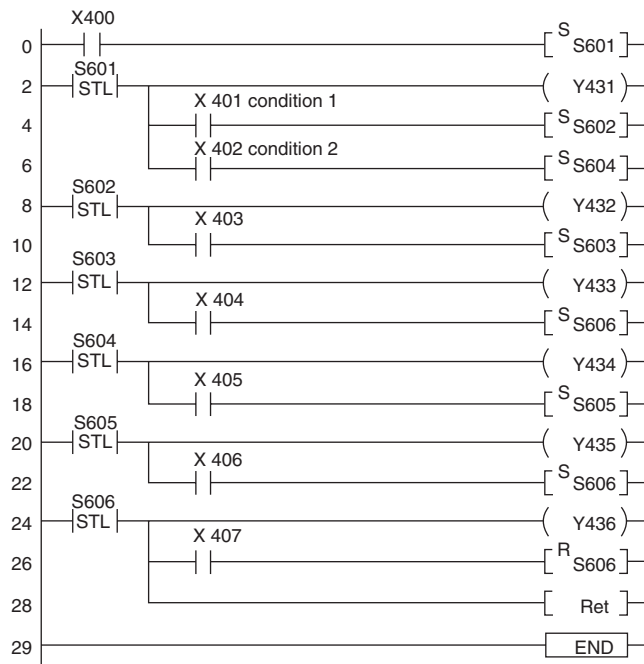 X400
0 S S601
S601
2 STL Y431
X 401 condition 1
4 S S602
X 402 condition 2
6 S S604
S602
8 STL Y432
X 403
10 S S603
S603
12 STL Y433
X 404
14 S S606
S604
16 STL Y434
X 405
18 S S605
S605
20 STL Y435
X 406
22 S S606
S606
24 STL Y436
X 407
26 R S606
28 Ret
29 END